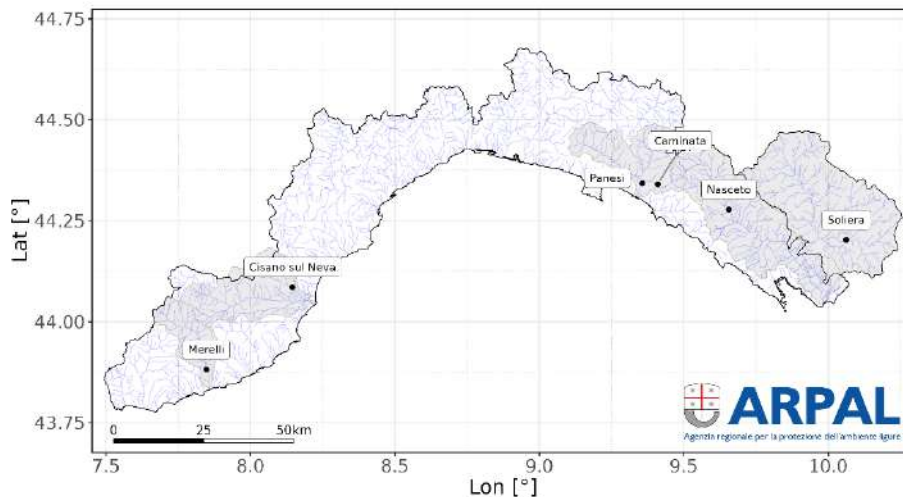 44.75
44.50
44.25
44.00
43.75
Lat [°]
Caminata
Panesi
Nasceto
Soliera
Cisano sul Neva
Merelli
0
25
50km
ARPAL
Agenzia regionale per la protezione dell'ambiente ligure
7.5
8.0
8.5
9.0
9.5
10.0
Lon [°]